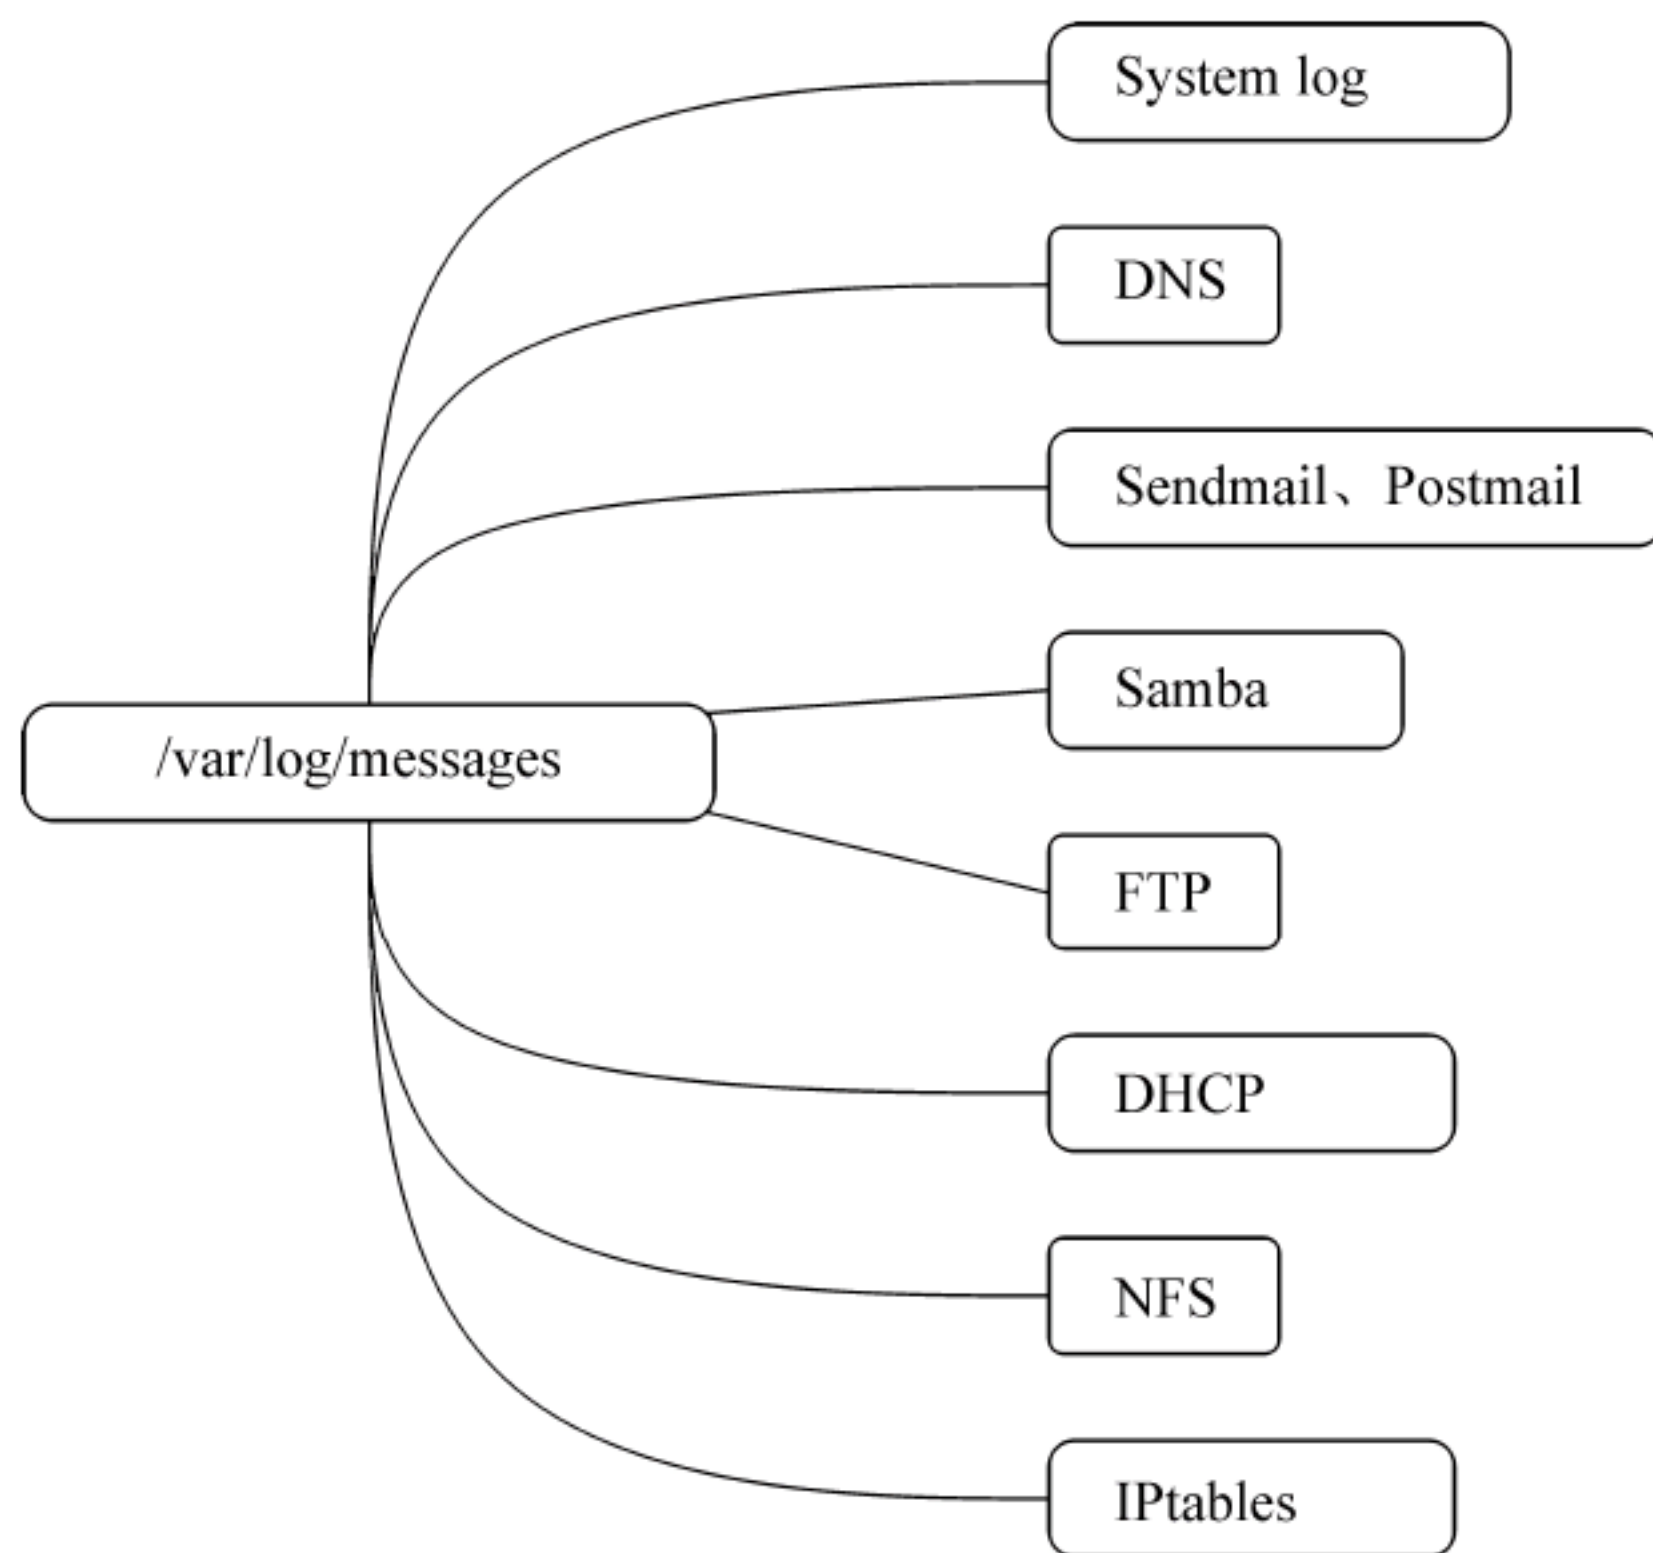 System log
DNS
Sendmail、Postmail
Samba
/var/log/messages
FTP
DHCP
NFS
IPtables